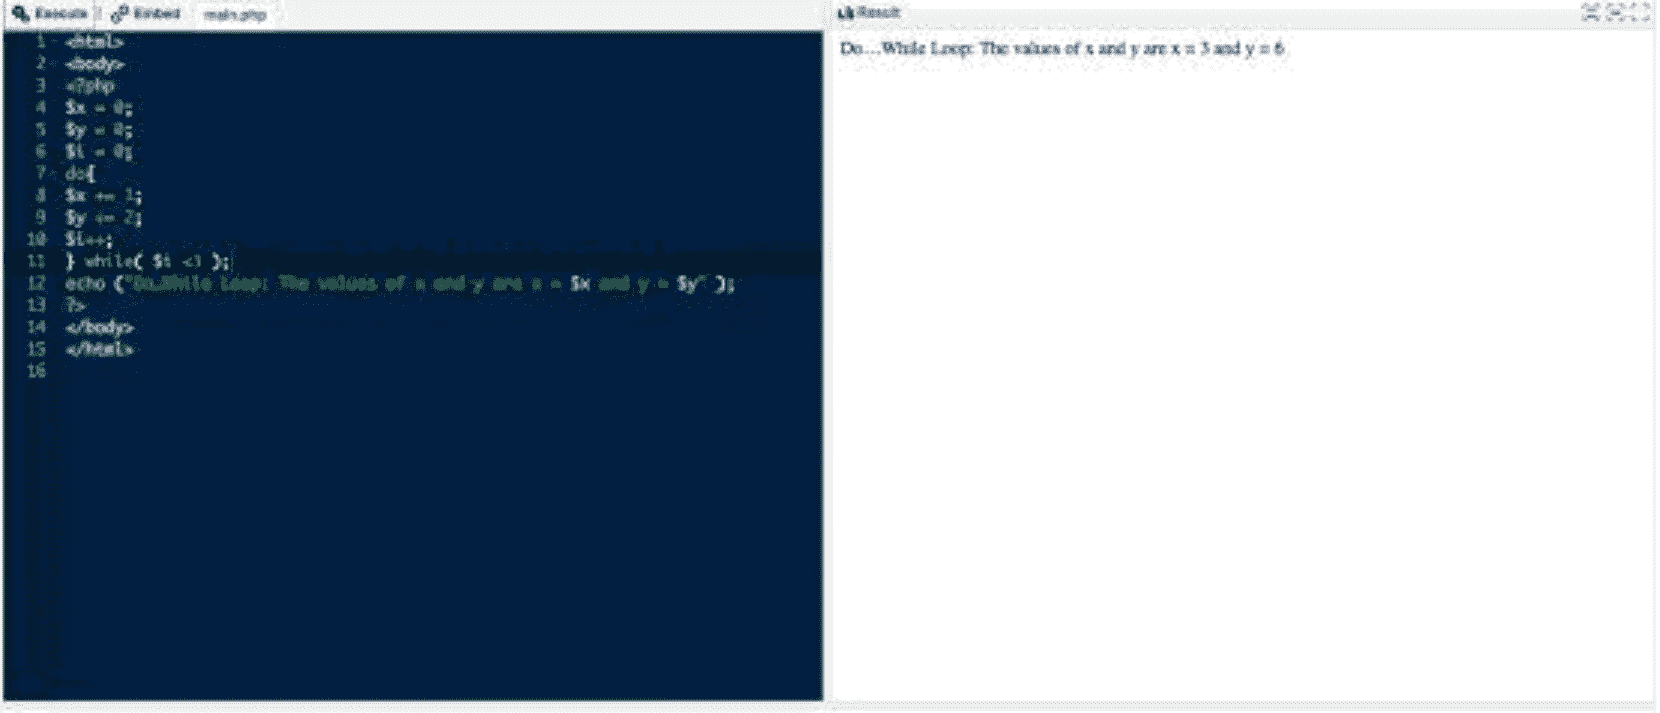 Execute | Embed main.php
1 <html>
2 <body>
3 <?php
4 $x = 0;
5 $y = 0;
6 $i = 0;
7 do{
8 $x += 1;
9 $y += 2;
10 $i++;
11 } while( $i <3 );
12 echo ("Do…While Loop: The values of x and y are x = $x and y = $y" );
13 ?>
14 </body>
15 </html>
16
Result
Do…While Loop: The values of x and y are x = 3 and y = 6